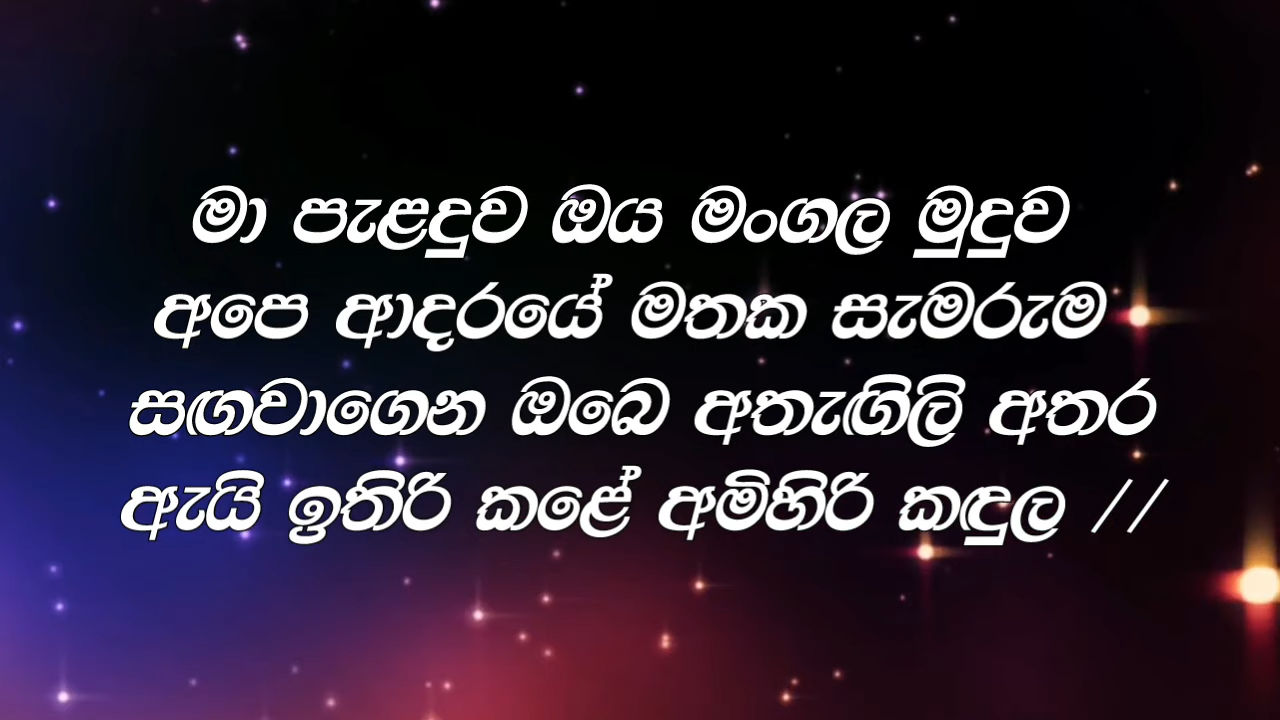 මා පැළඳුව ඔය මංගල මුදුව
අපෙ ආදරයේ මතක සැමරුම
සඟවාගෙන ඔබෙ අතැඟිලි අතර
ඇයි ඉතිරි කළේ අමිහිරි කඳුල //